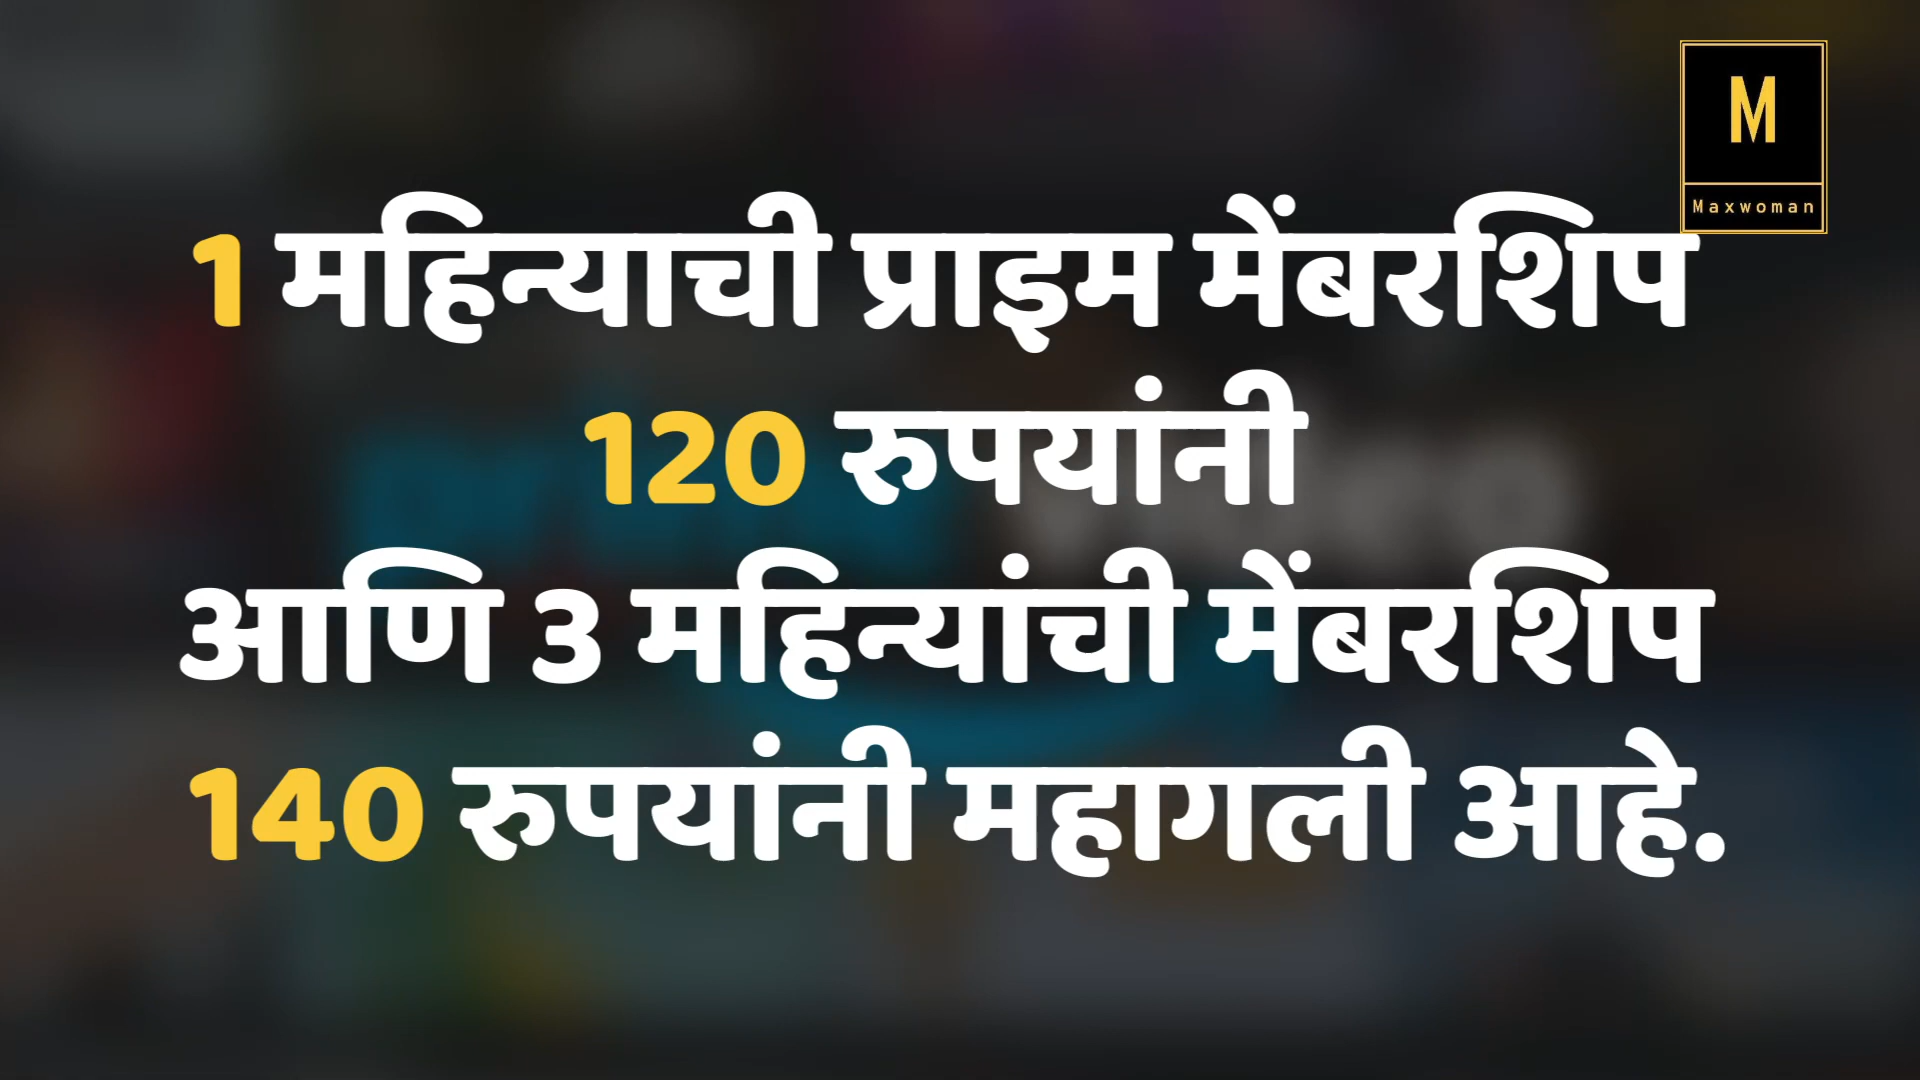 M
Maxwoman
1 महिन्याची प्राइम मेंबरशिप
120 रुपयांनी
आणि 3 महिन्यांची मेंबरशिप
140 रुपयांनी महागली आहे.